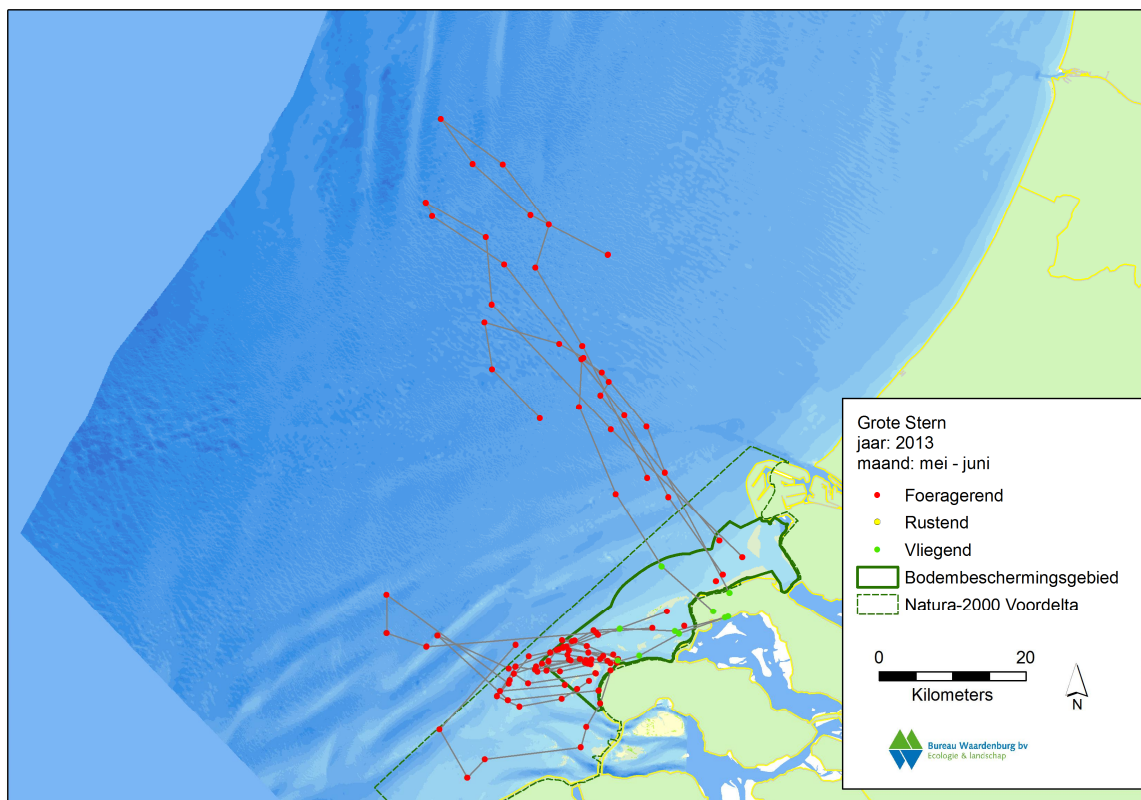 Grote Stern
jaar: 2013
maand: mei - juni
Foeragerend
Rustend
Vliegend
Bodembeschermingsgebied
Natura-2000 Voordelta
0 20
Kilometers
N
Bureau Waardenburg bv
Ecologie & landschap